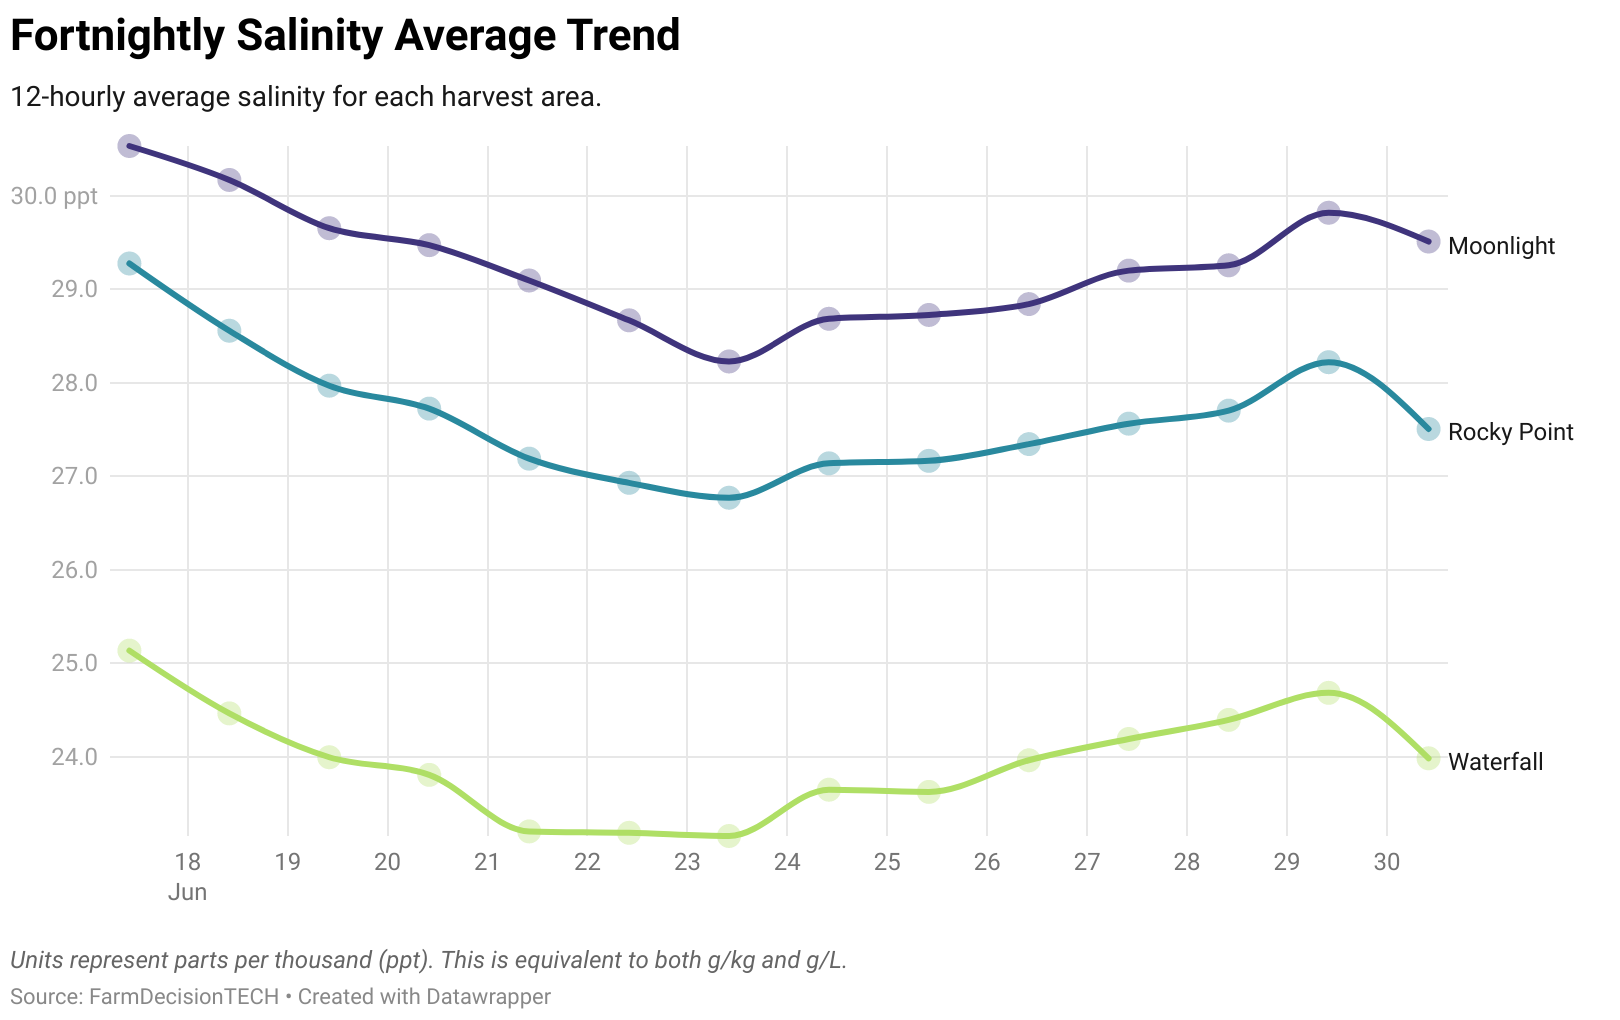 Fortnightly Salinity Average Trend
12-hourly average salinity for each harvest area.
30.0 ppt
29.0
28.0
27.0
26.0
25.0
24.0
Moonlight
Rocky Point
Waterfall
18 19 20 21 22 23 24 25 26 27 28 29 30
Jun
Units represent parts per thousand (ppt). This is equivalent to both g/kg and g/L.
Source: FarmDecisionTECH • Created with Datawrapper